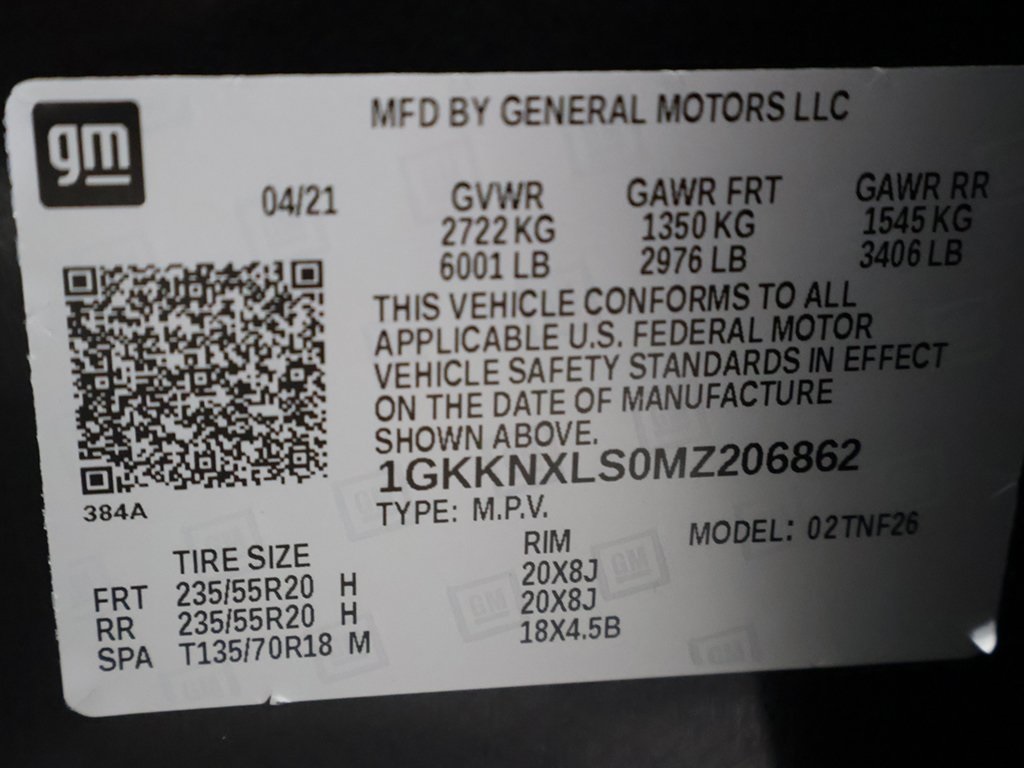 gm
MFD BY GENERAL MOTORS LLC
04/21 GVWR GAWR FRT GAWR RR
2722 KG 1350 KG 1545 KG
6001 LB 2976 LB 3406 LB
THIS VEHICLE CONFORMS TO ALL
APPLICABLE U.S. FEDERAL MOTOR
VEHICLE SAFETY STANDARDS IN EFFECT
ON THE DATE OF MANUFACTURE
SHOWN ABOVE.
1GKKNXLS0MZ206862
384A
TYPE: M.P.V. MODEL: 02TNF26
TIRE SIZE RIM
FRT 235/55R20 H 20X8J
RR 235/55R20 H 20X8J
SPA T135/70R18 M 18X4.5B